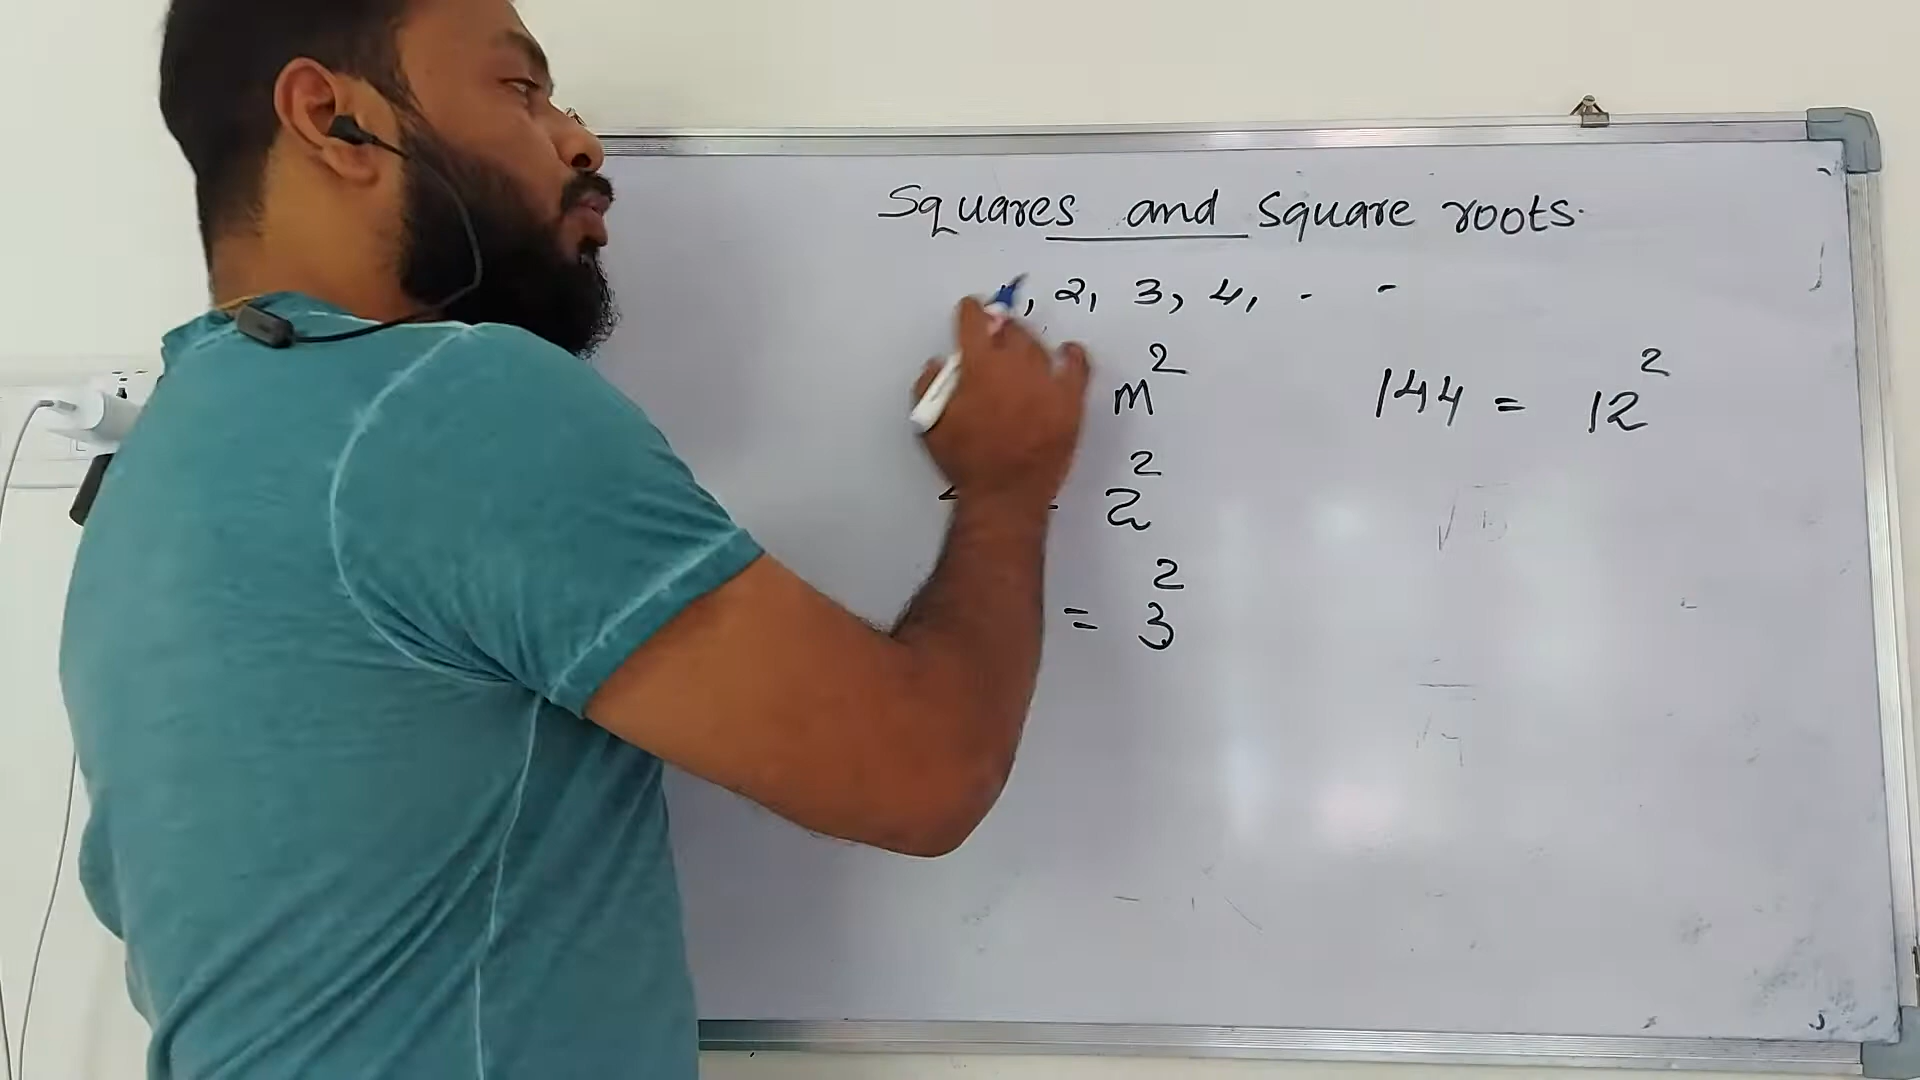 Squares and square roots.
, 2, 3, 4, - -
m²
144 = 12²
2²
= 3²